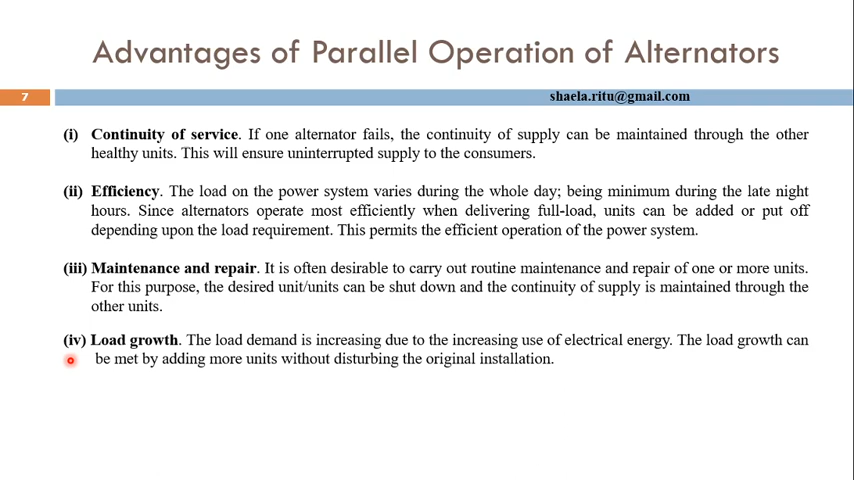 Advantages of Parallel Operation of Alternators
7
shaela.ritu@gmail.com
(i) Continuity of service. If one alternator fails, the continuity of supply can be maintained through the other
healthy units. This will ensure uninterrupted supply to the consumers.
(ii) Efficiency. The load on the power system varies during the whole day; being minimum during the late night
hours. Since alternators operate most efficiently when delivering full-load, units can be added or put off
depending upon the load requirement. This permits the efficient operation of the power system.
(iii) Maintenance and repair. It is often desirable to carry out routine maintenance and repair of one or more units.
For this purpose, the desired unit/units can be shut down and the continuity of supply is maintained through the
other units.
(iv) Load growth. The load demand is increasing due to the increasing use of electrical energy. The load growth can
be met by adding more units without disturbing the original installation.